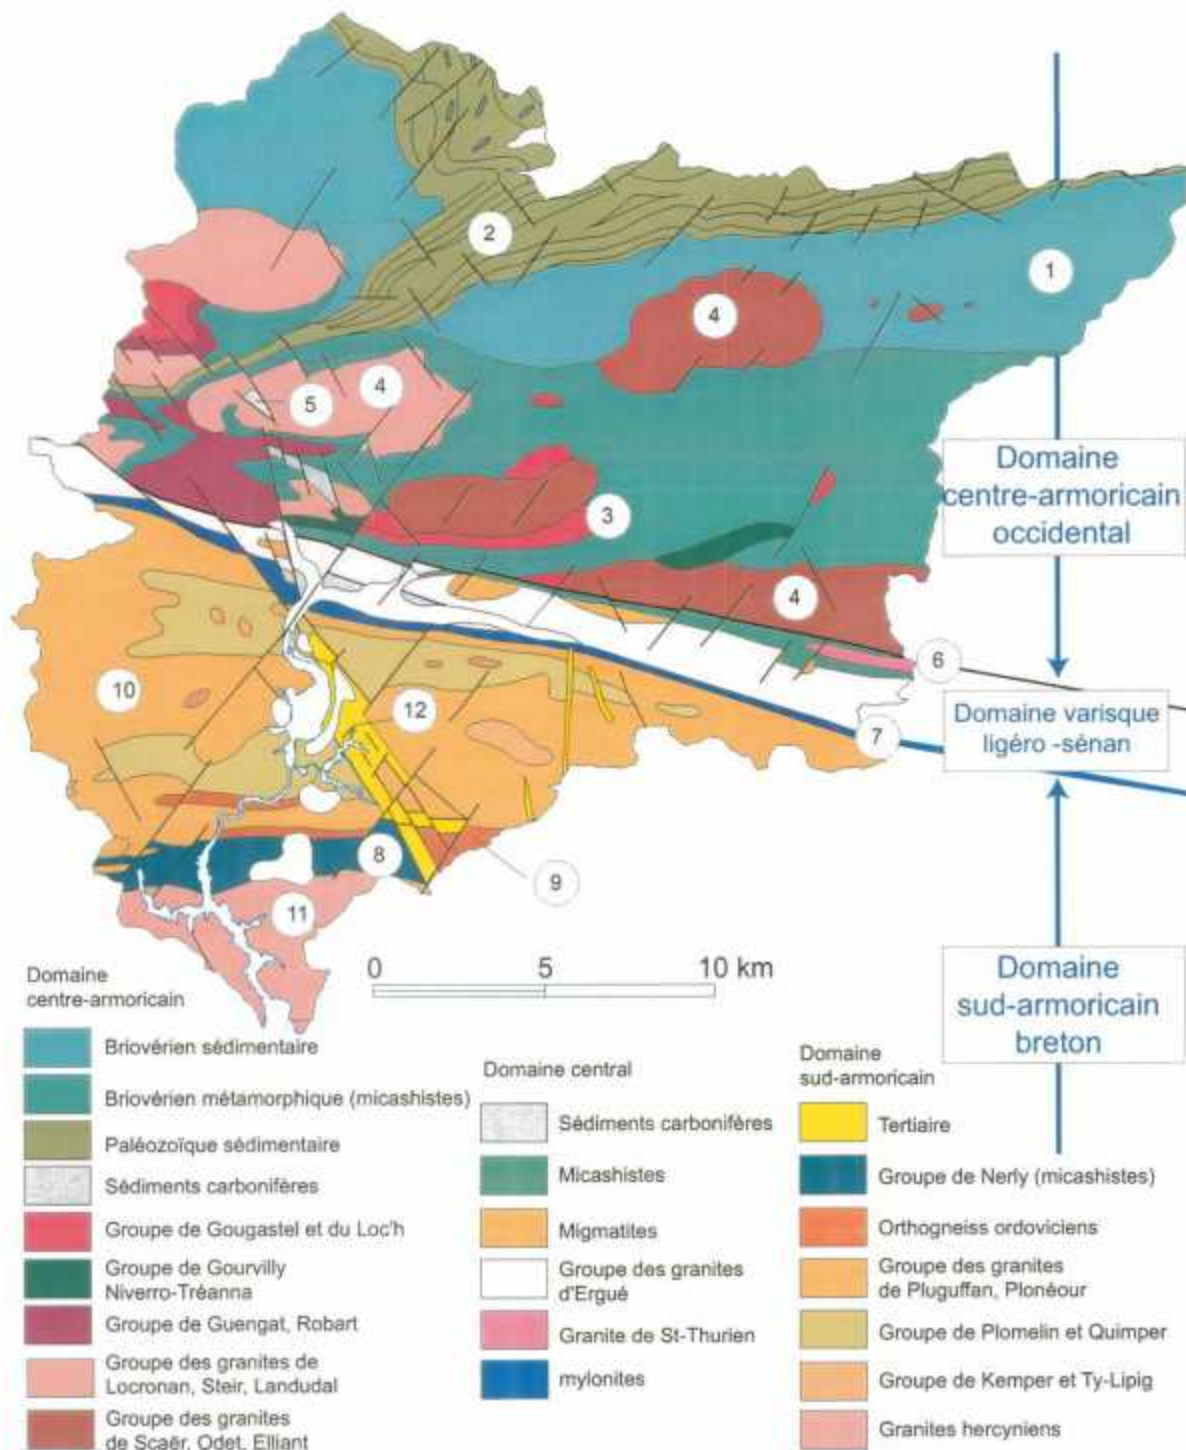 2
1
4
4
5
Domaine
centre-armoricain
occidental
3
4
6
10
12
Domaine varisque
ligéro -sénan
7
8
9
11
0 5 10 km
Domaine
sud-armoricain
breton
Domaine
centre-armoricain
Briovérien sédimentaire
Briovérien métamorphique (micashistes)
Paléozoïque sédimentaire
Sédiments carbonifères
Groupe de Gougastel et du Loc'h
Groupe de Gourvilly
Niverro-Tréanna
Groupe de Guengat, Robart
Groupe des granites de
Locronan, Steir, Landudal
Groupe des granites
de Scaër, Odet, Elliant
Domaine central
Sédiments carbonifères
Micashistes
Migmatites
Groupe des granites
d'Ergué
Granite de St-Thurien
mylonites
Domaine
sud-armoricain
Tertiaire
Groupe de Nerly (micashistes)
Orthogneiss ordoviciens
Groupe des granites
de Pluguffan, Plonéour
Groupe de Plomelin et Quimper
Groupe de Kemper et Ty-Lipig
Granites hercyniens